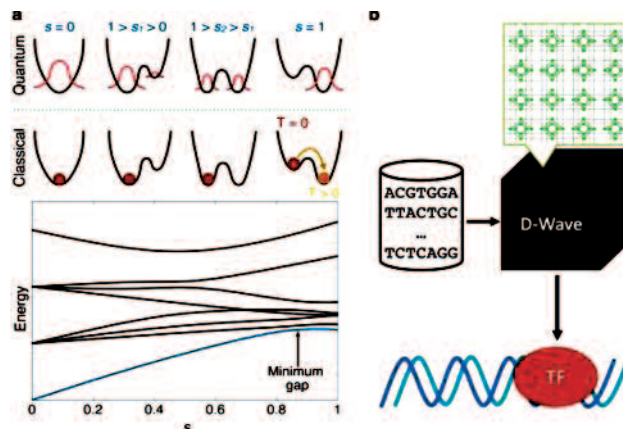 a
s = 0
1 > s₁ > 0
1 > s₂ > s₁
s = 1
Quantum
Classical
T = 0
T > 0
Energy
Minimum
gap
0
0.2
0.4
0.6
0.8
1
s
b
ACGTGGA
TTACTGC
...
TCTCAGG
D-Wave
TF